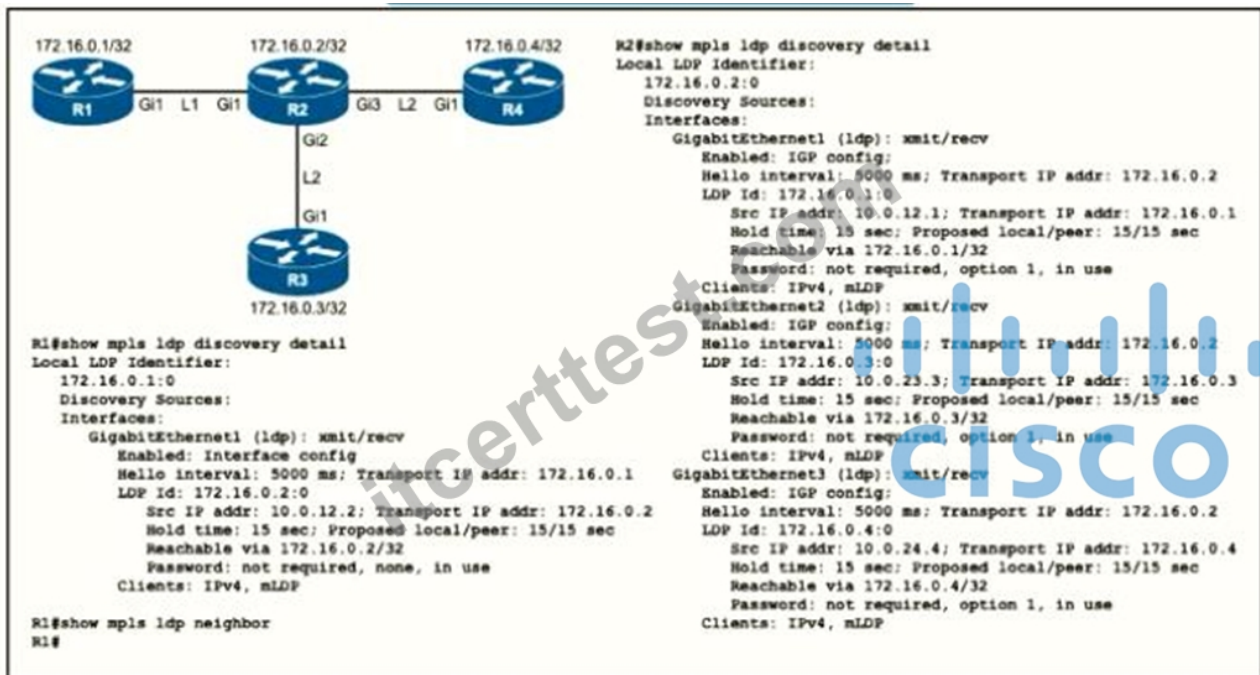 172.16.0.1/32
172.16.0.2/32
172.16.0.4/32
R1
Gi1 L1 Gi1
R2
Gi3 L2 Gi1
R4
Gi2
L2
Gi1
R3
172.16.0.3/32
R1#show mpls ldp discovery detail
Local LDP Identifier:
172.16.0.1:0
Discovery Sources:
Interfaces:
GigabitEthernet1 (ldp): xmit/recv
Enabled: Interface config
Hello interval: 5000 ms; Transport IP addr: 172.16.0.1
LDP Id: 172.16.0.2:0
Src IP addr: 10.0.12.2; Transport IP addr: 172.16.0.2
Hold time: 15 sec; Proposed local/peer: 15/15 sec
Reachable via 172.16.0.2/32
Password: not required, none, in use
Clients: IPv4, mLDP
R1#show mpls ldp neighbor
R1#
R2#show mpls ldp discovery detail
Local LDP Identifier:
172.16.0.2:0
Discovery Sources:
Interfaces:
GigabitEthernet1 (ldp): xmit/recv
Enabled: IGP config;
Hello interval: 5000 ms; Transport IP addr: 172.16.0.2
LDP Id: 172.16.0.1:0
Src IP addr: 10.0.12.1; Transport IP addr: 172.16.0.1
Hold time: 15 sec; Proposed local/peer: 15/15 sec
Reachable via 172.16.0.1/32
Password: not required, option 1, in use
Clients: IPv4, mLDP
GigabitEthernet2 (ldp): xmit/recv
Enabled: IGP config;
Hello interval: 5000 ms; Transport IP addr: 172.16.0.2
LDP Id: 172.16.0.3:0
Src IP addr: 10.0.23.3; Transport IP addr: 172.16.0.3
Hold time: 15 sec; Proposed local/peer: 15/15 sec
Reachable via 172.16.0.3/32
Password: not required, option 1, in use
Clients: IPv4, mLDP
GigabitEthernet3 (ldp): xmit/recv
Enabled: IGP config;
Hello interval: 5000 ms; Transport IP addr: 172.16.0.2
LDP Id: 172.16.0.4:0
Src IP addr: 10.0.24.4; Transport IP addr: 172.16.0.4
Hold time: 15 sec; Proposed local/peer: 15/15 sec
Reachable via 172.16.0.4/32
Password: not required, option 1, in use
Clients: IPv4, mLDP
itcerttest.com
CISCO